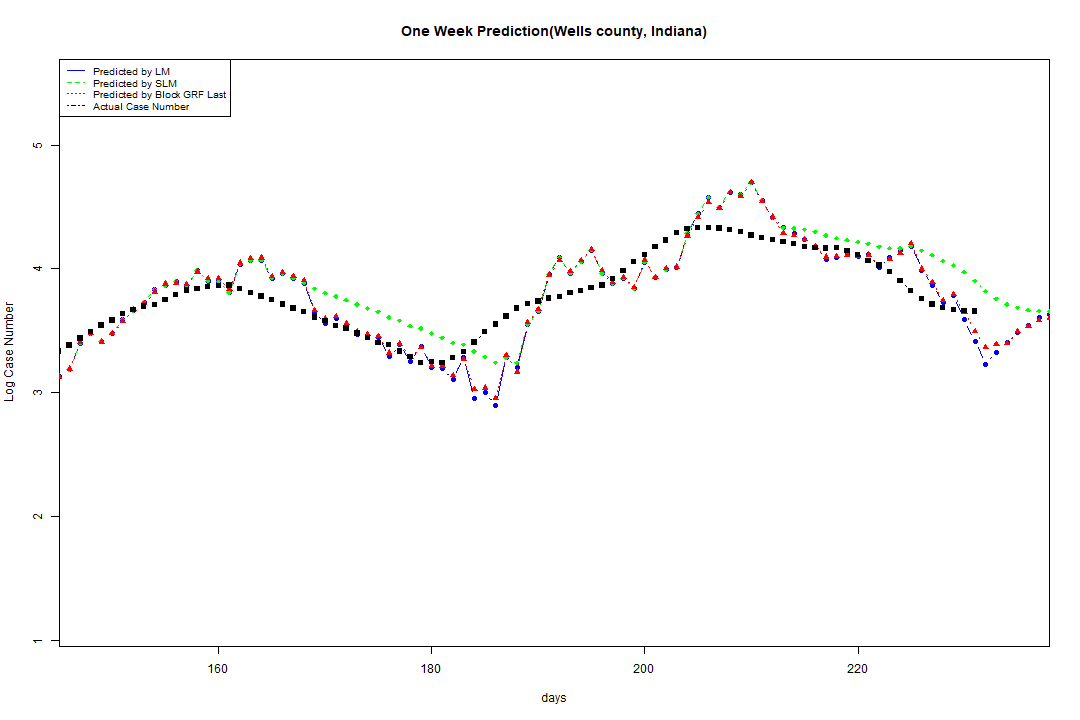 One Week Prediction(Wells county, Indiana)
Predicted by LM
Predicted by SLM
Predicted by Block GRF Last
Actual Case Number
5
4
3
2
1
Log Case Number
160 180 200 220
days